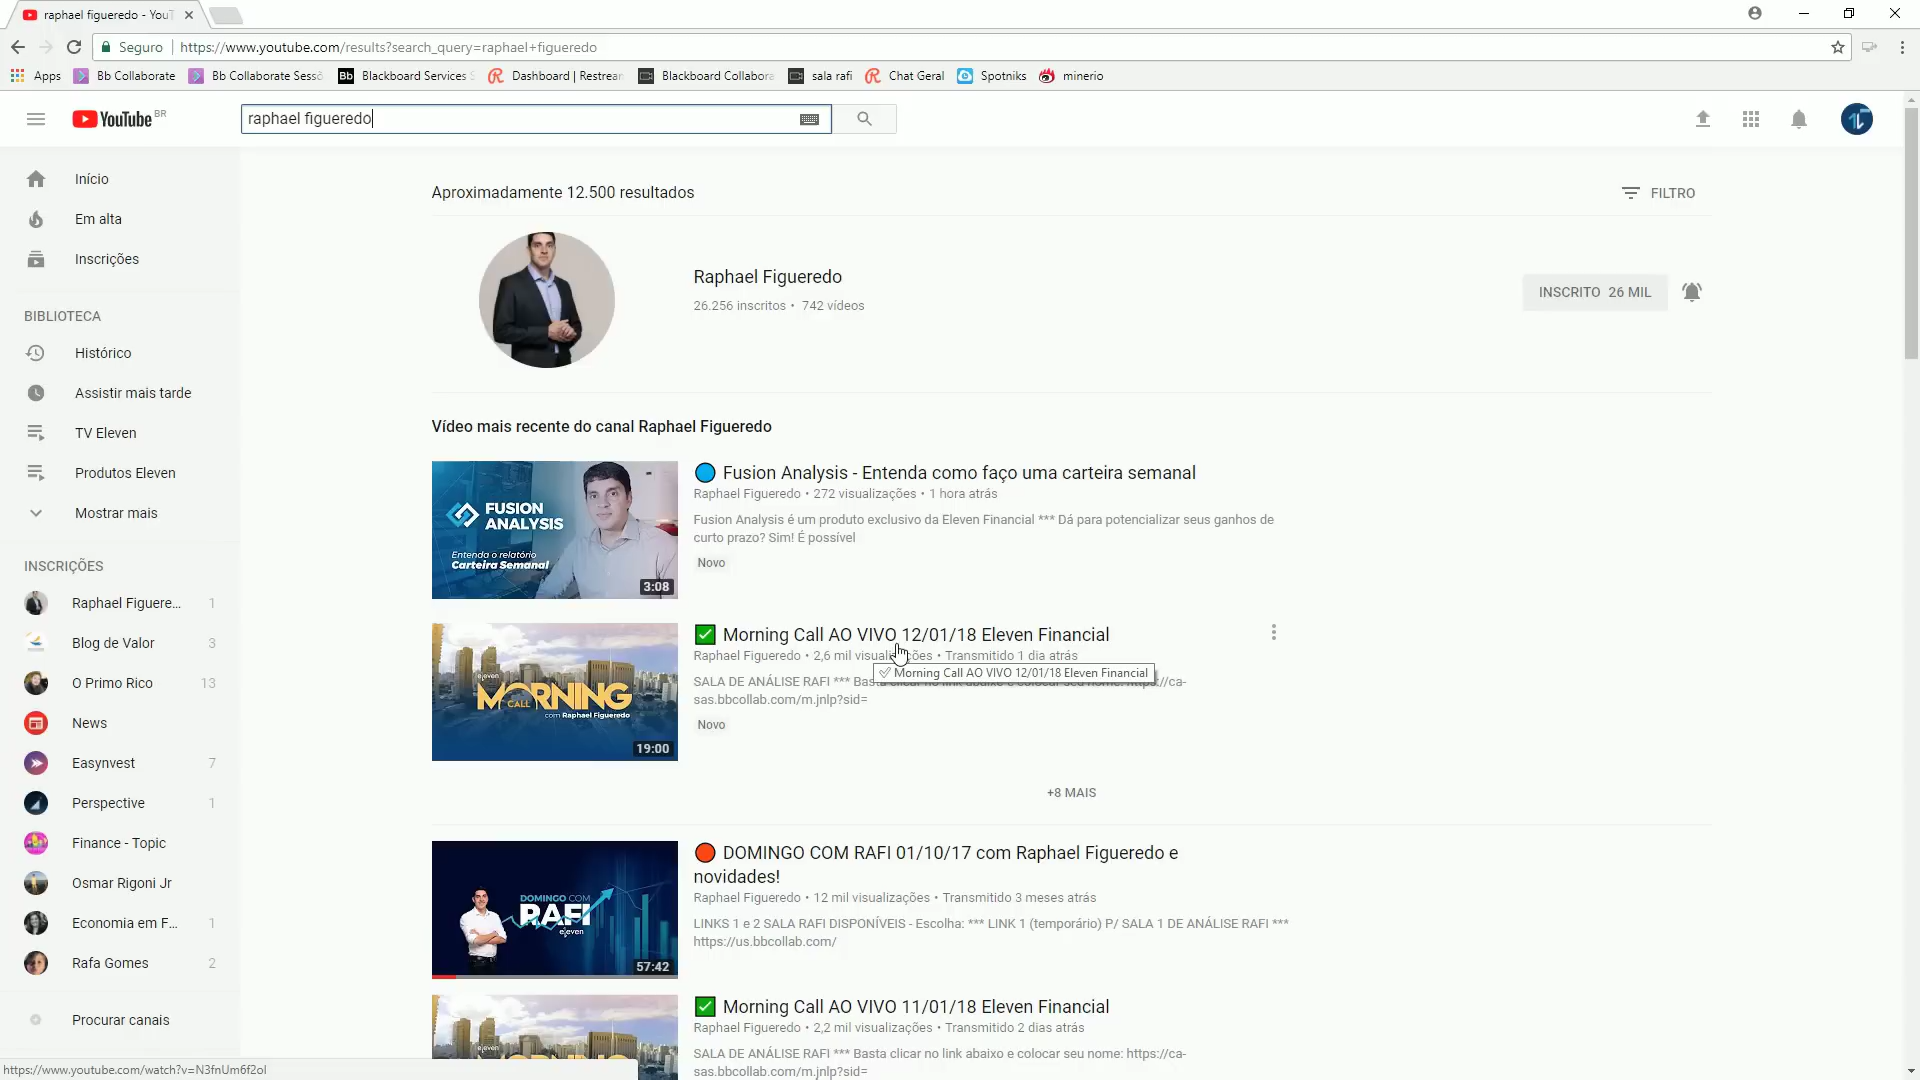 raphael figueredo - YouT
Seguro
https://www.youtube.com/results?search_query=raphael+figueredo
Apps
Bb Collaborate
Bb Collaborate Sess
Bb
Blackboard Services
Dashboard | Restrea
Blackboard Collabora
sala rafi
Chat Geral
Spotniks
minerio
YouTube BR
raphael figueredo
Início
Em alta
Inscrições
BIBLIOTECA
Histórico
Assistir mais tarde
TV Eleven
Produtos Eleven
Mostrar mais
INSCRIÇÕES
Raphael Figuere... 1
Blog de Valor 3
O Primo Rico 13
News
Easynvest 7
Perspective 1
Finance - Topic
Osmar Rigoni Jr
Economia em F... 1
Rafa Gomes 2
Procurar canais
Aproximadamente 12.500 resultados
FILTRO
Raphael Figueredo
26.256 inscritos • 742 vídeos
INSCRITO 26 MIL
Vídeo mais recente do canal Raphael Figueredo
FUSION
ANALYSIS
Entenda o relatório
Carteira Semanal
3:08
Fusion Analysis - Entenda como faço uma carteira semanal
Raphael Figueredo • 272 visualizações • 1 hora atrás
Fusion Analysis é um produto exclusivo da Eleven Financial *** Dá para potencializar seus ganhos de
curto prazo? Sim! É possível
Novo
eleven
MORNING
CALL
com Raphael Figueredo
19:00
Morning Call AO VIVO 12/01/18 Eleven Financial
Raphael Figueredo • 2,6 mil visualizações • Transmitido 1 dia atrás
Morning Call AO VIVO 12/01/18 Eleven Financial
SALA DE ANÁLISE RAFI *** Basta clicar no link abaixo e colocar seu nome: https://ca-
sas.bbcollab.com/m.jnlp?sid=
Novo
+8 MAIS
DOMINGO COM
RAFI
eleven
57:42
DOMINGO COM RAFI 01/10/17 com Raphael Figueredo e
novidades!
Raphael Figueredo • 12 mil visualizações • Transmitido 3 meses atrás
LINKS 1 e 2 SALA RAFI DISPONÍVEIS - Escolha: *** LINK 1 (temporário) P/ SALA 1 DE ANÁLISE RAFI ***
https://us.bbcollab.com/
eleven
MORNING
Morning Call AO VIVO 11/01/18 Eleven Financial
Raphael Figueredo • 2,2 mil visualizações • Transmitido 2 dias atrás
SALA DE ANÁLISE RAFI *** Basta clicar no link abaixo e colocar seu nome: https://ca-
sas.bbcollab.com/m.jnlp?sid=
https://www.youtube.com/watch?v=N3fnUm6f2oI